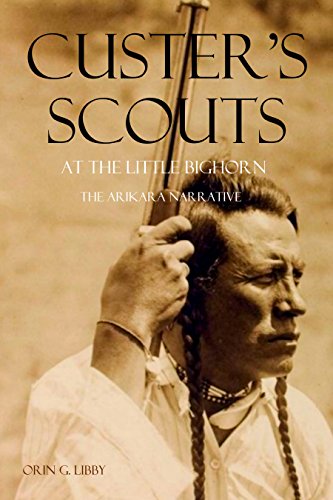 CUSTER'S
SCOUTS
AT THE LITTLE BIGHORN
THE ARIKARA NARRATIVE
ORIN G. LIBBY